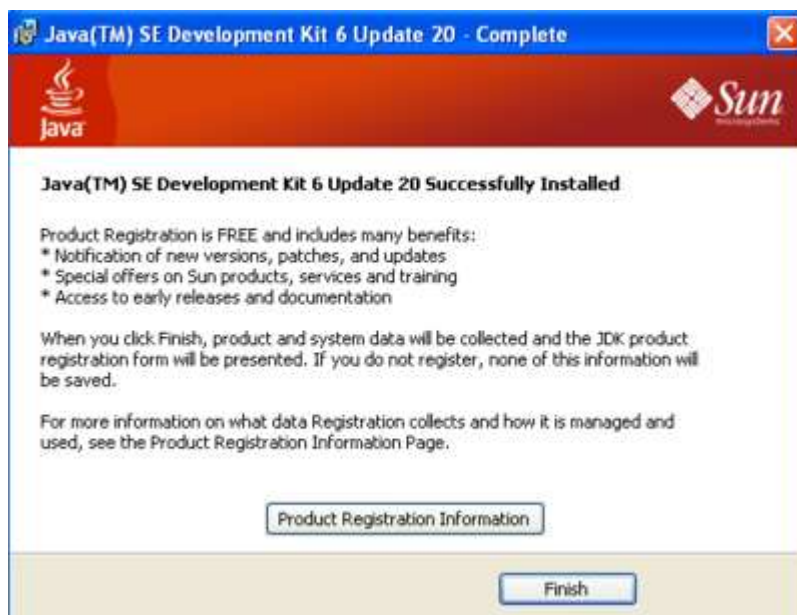 Java(TM) SE Development Kit 6 Update 20 - Complete
Java
Sun
microsystems
Java(TM) SE Development Kit 6 Update 20 Successfully Installed
Product Registration is FREE and includes many benefits:
* Notification of new versions, patches, and updates
* Special offers on Sun products, services and training
* Access to early releases and documentation
When you click Finish, product and system data will be collected and the JDK product
registration form will be presented. If you do not register, none of this information will
be saved.
For more information on what data Registration collects and how it is managed and
used, see the Product Registration Information Page.
Product Registration Information
Finish